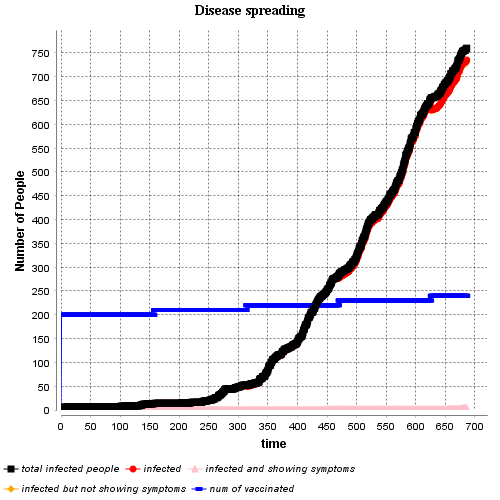 Disease spreading
Number of People
750
700
650
600
550
500
450
400
350
300
250
200
150
100
50
0
0 50 100 150 200 250 300 350 400 450 500 550 600 650 700
time
total infected people infected infected and showing symptoms
infected but not showing symptoms num of vaccinated